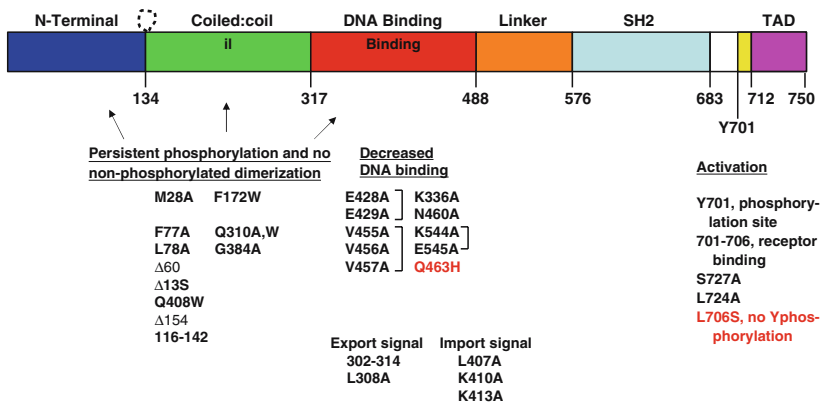 N-Terminal Coiled:coil DNA Binding Linker SH2 TAD
il Binding
134 317 488 576 683 712 750
Y701
Persistent phosphorylation and no
non-phosphorylated dimerization
M28A F172W
F77A Q310A,W
L78A G384A
Δ60
Δ13S
Q408W
Δ154
116-142
Decreased
DNA binding
E428A K336A
E429A N460A
V455A K544A
V456A E545A
V457A Q463H
Export signal
302-314
L308A
Import signal
L407A
K410A
K413A
Activation
Y701, phosphory-
lation site
701-706, receptor
binding
S727A
L724A
L706S, no Yphos-
phorylation